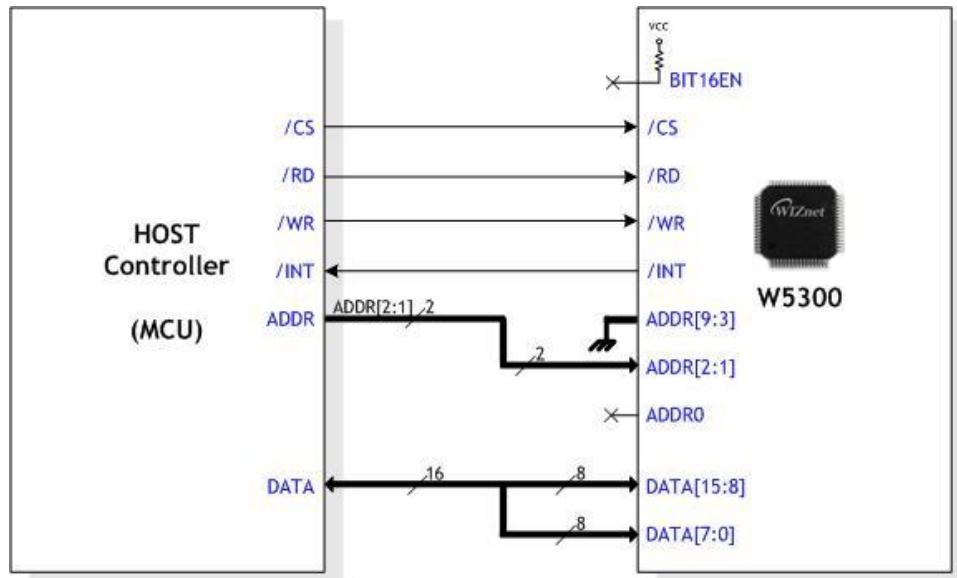 vcc
BIT16EN
/CS
/CS
/RD
/RD
/WR
/WR
HOST
Controller
(MCU)
WIZnet
W5300
/INT
/INT
ADDR
ADDR[2:1]
2
ADDR[9:3]
2
ADDR[2:1]
ADDR0
DATA
16
8
DATA[15:8]
8
DATA[7:0]